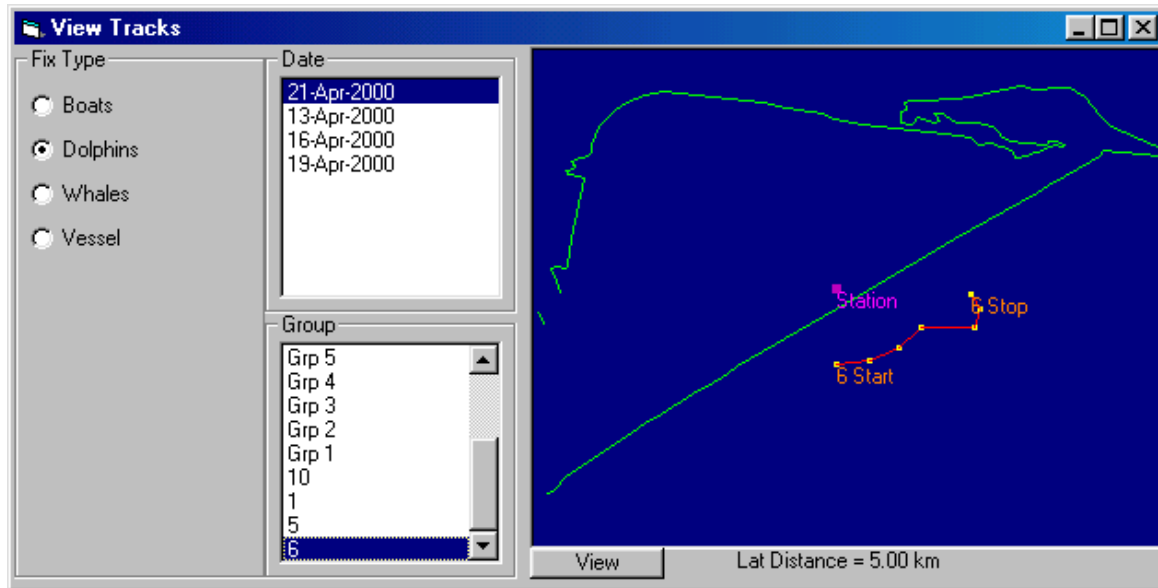 View Tracks
Fix Type
Boats
Dolphins
Whales
Vessel
Date
21-Apr-2000
13-Apr-2000
16-Apr-2000
19-Apr-2000
Group
Grp 5
Grp 4
Grp 3
Grp 2
Grp 1
10
1
5
6
Station
6 Stop
6 Start
View
Lat Distance = 5.00 km